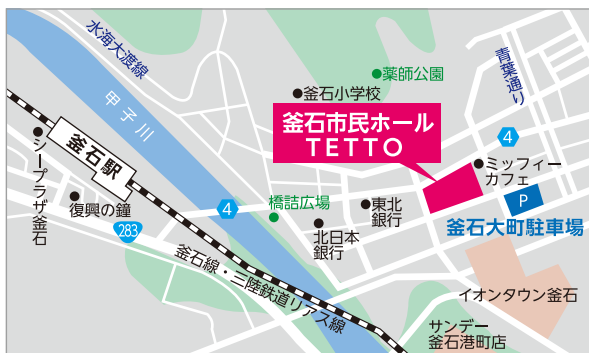 水海大渡線
青葉通り
薬師公園
釜石小学校
甲子川
釜石市民ホール
TETTO
4
釜石駅
シープラザ釜石
ミッフィー
カフェ
復興の鐘
橋詰広場
東北
銀行
P
4
283
北日本
銀行
釜石大町駐車場
釜石線・三陸鉄道リアス線
イオンタウン釜石
サンデー
釜石港町店